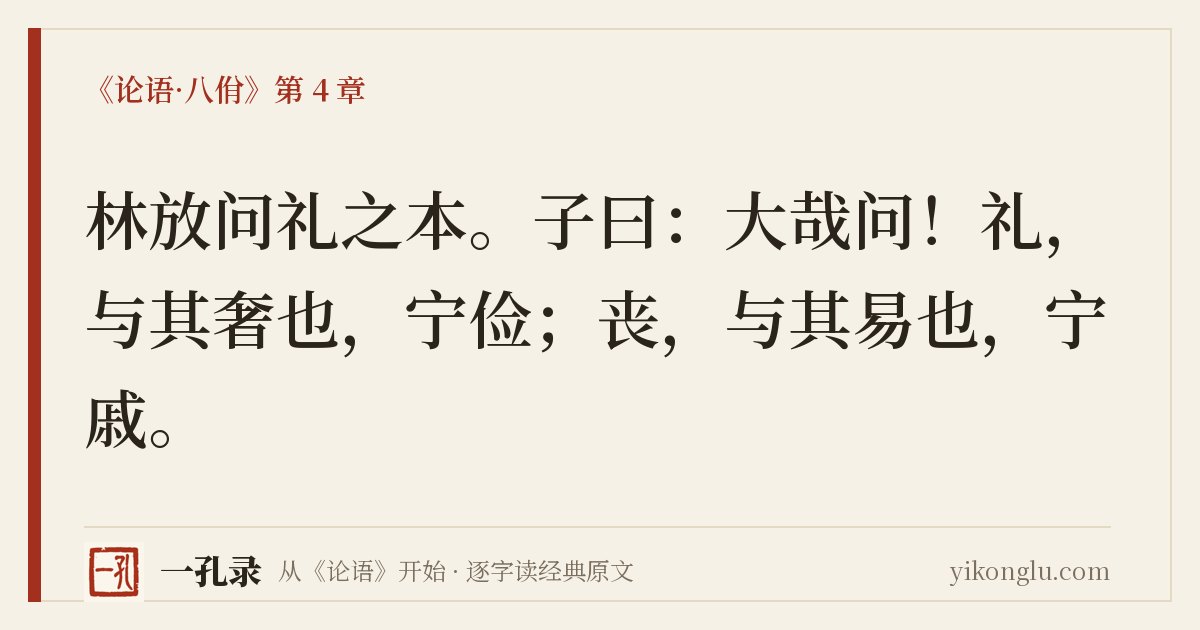 《论语·八佾》第 4 章
林放问礼之本。子曰：大哉问！礼，
与其奢也，宁俭；丧，与其易也，宁
戚。
一孔
一孔录 从《论语》开始 · 逐字读经典原文 yikonglu.com